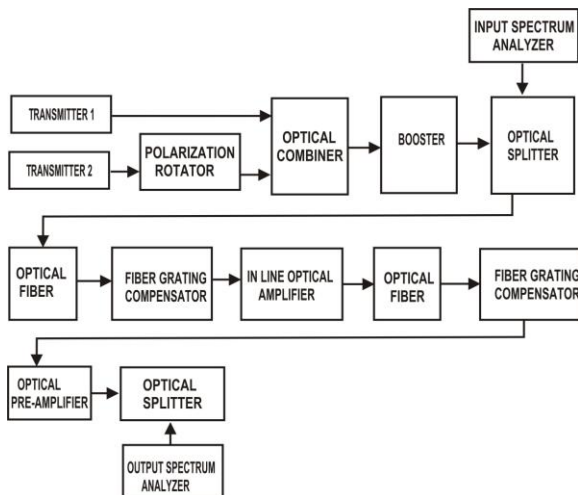 INPUT SPECTRUM
ANALYZER
TRANSMITTER 1
TRANSMITTER 2
POLARIZATION
ROTATOR
OPTICAL
COMBINER
BOOSTER
OPTICAL
SPLITTER
OPTICAL
FIBER
FIBER GRATING
COMPENSATOR
IN LINE OPTICAL
AMPLIFIER
OPTICAL
FIBER
FIBER GRATING
COMPENSATOR
OPTICAL
PRE-AMPLIFIER
OPTICAL
SPLITTER
OUTPUT SPECTRUM
ANALYZER